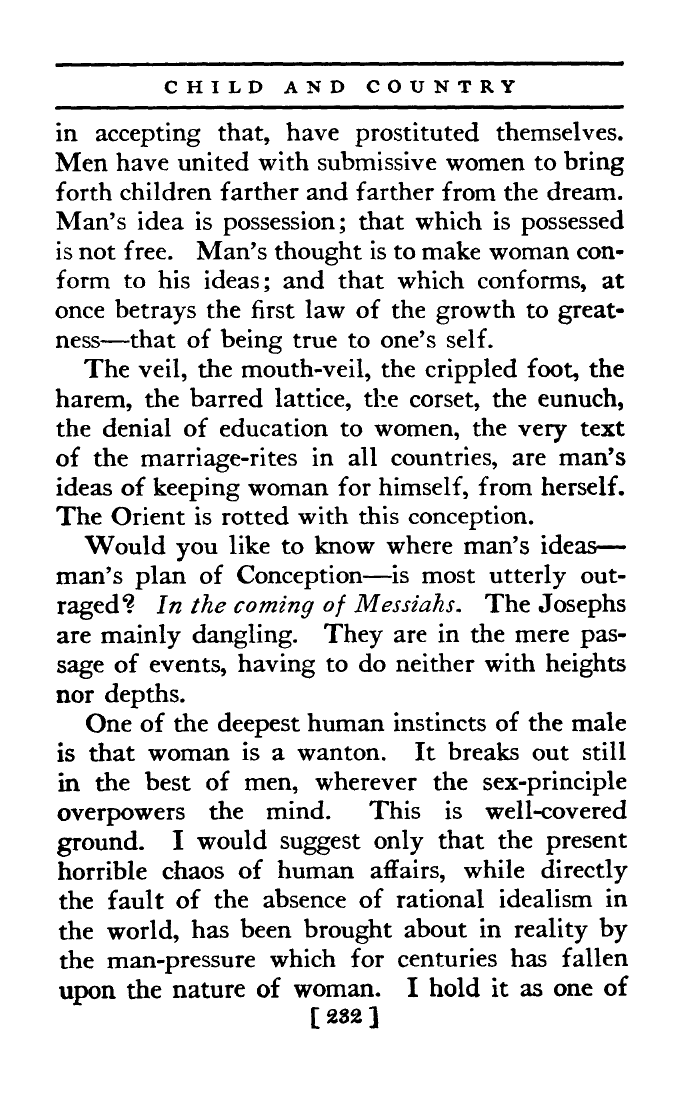 CHILD AND COUNTRY
in accepting that, have prostituted themselves.
Men have united with submissive women to bring
forth children farther and farther from the dream.
Man's idea is possession; that which is possessed
is not free. Man's thought is to make woman con-
form to his ideas; and that which conforms, at
once betrays the first law of the growth to great-
ness—that of being true to one's self.
The veil, the mouth-veil, the crippled foot, the
harem, the barred lattice, the corset, the eunuch,
the denial of education to women, the very text
of the marriage-rites in all countries, are man's
ideas of keeping woman for himself, from herself.
The Orient is rotted with this conception.
Would you like to know where man's ideas—
man's plan of Conception—is most utterly out-
raged? In the coming of Messiahs. The Josephs
are mainly dangling. They are in the mere pas-
sage of events, having to do neither with heights
nor depths.
One of the deepest human instincts of the male
is that woman is a wanton. It breaks out still
in the best of men, wherever the sex-principle
overpowers the mind. This is well-covered
ground. I would suggest only that the present
horrible chaos of human affairs, while directly
the fault of the absence of rational idealism in
the world, has been brought about in reality by
the man-pressure which for centuries has fallen
upon the nature of woman. I hold it as one of
[ 232 ]